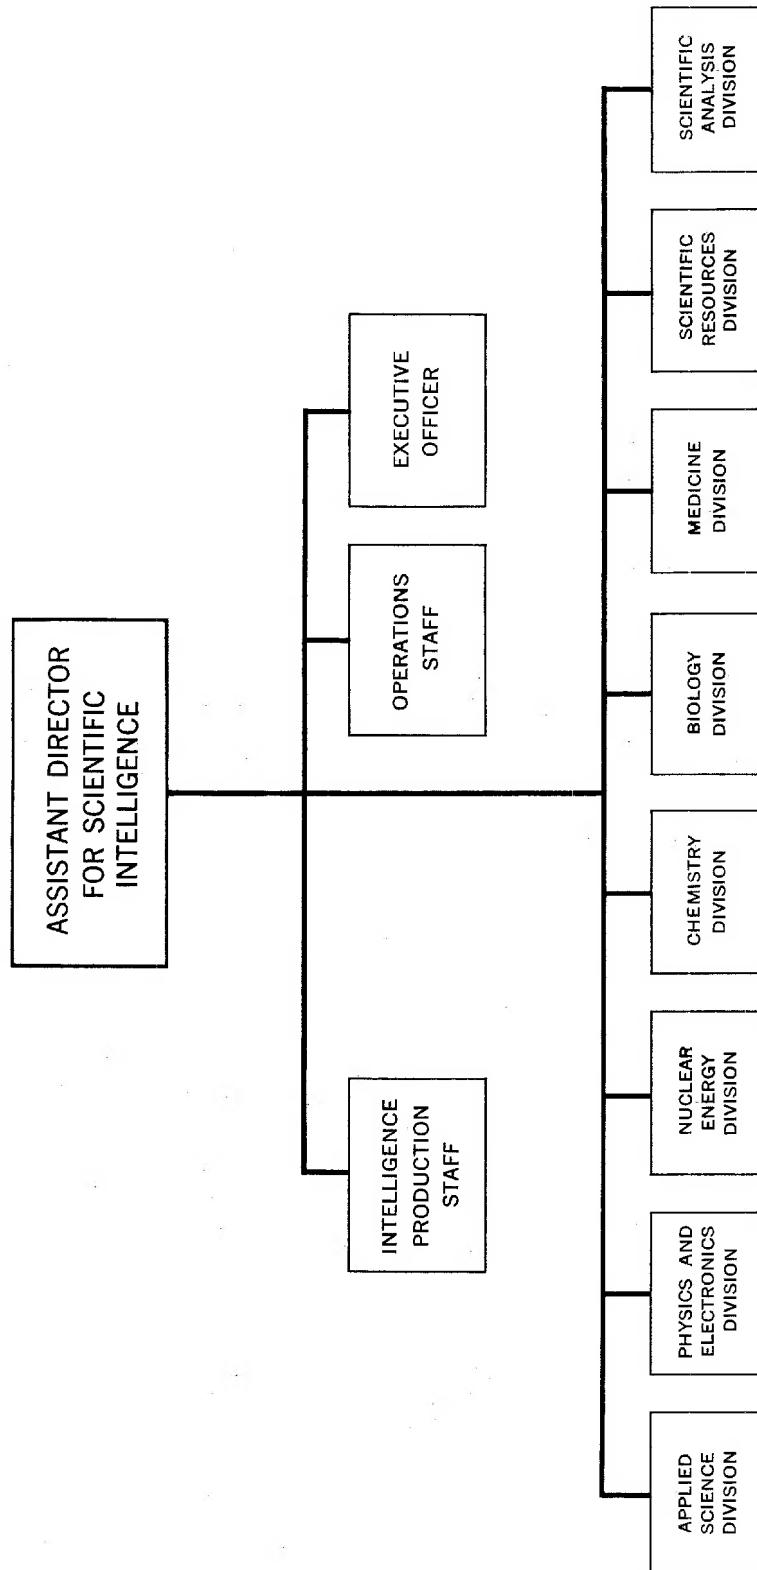 ASSISTANT DIRECTOR
FOR SCIENTIFIC
INTELLIGENCE
INTELLIGENCE
PRODUCTION
STAFF
OPERATIONS
STAFF
EXECUTIVE
OFFICER
APPLIED
SCIENCE
DIVISION
PHYSICS AND
ELECTRONICS
DIVISION
NUCLEAR
ENERGY
DIVISION
CHEMISTRY
DIVISION
BIOLOGY
DIVISION
MEDICINE
DIVISION
SCIENTIFIC
RESOURCES
DIVISION
SCIENTIFIC
ANALYSIS
DIVISION